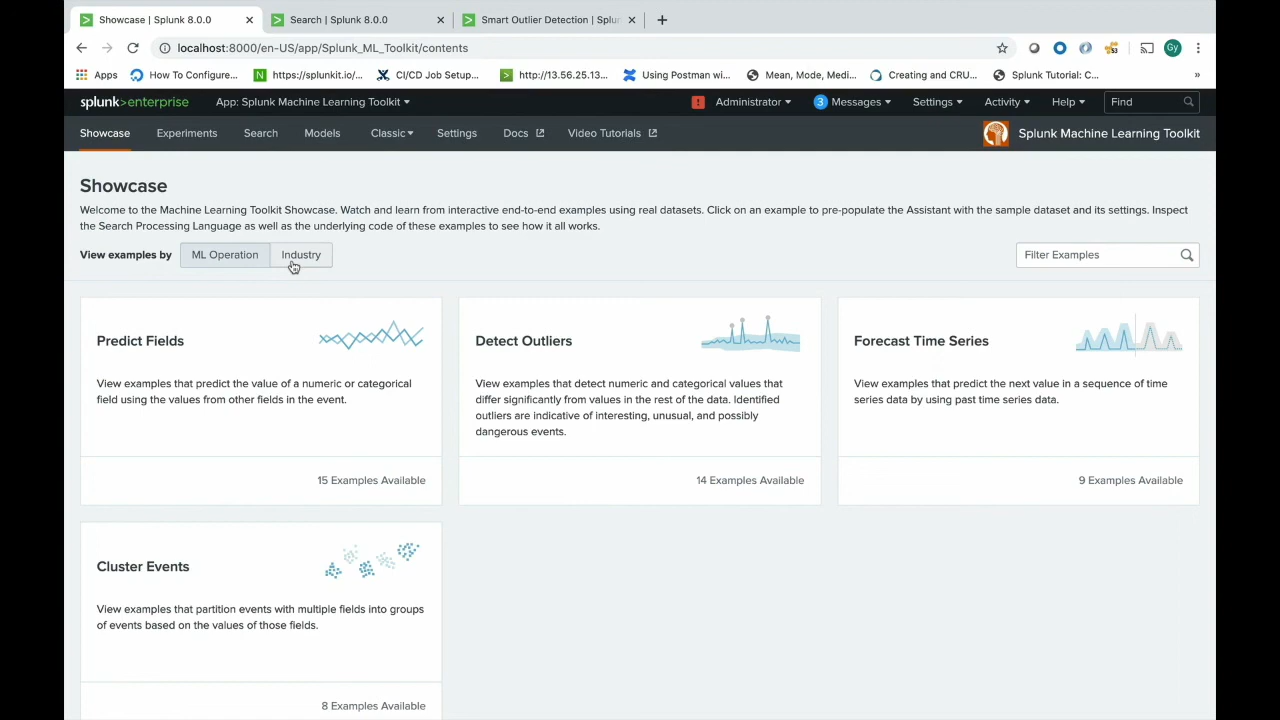 Showcase | Splunk 8.0.0
Search | Splunk 8.0.0
Smart Outlier Detection | Splun
localhost:8000/en-US/app/Splunk_ML_Toolkit/contents
S3
Gy
Apps
How To Configure...
N
https://splunkit.io/...
CI/CD Job Setup...
http://13.56.25.13...
Using Postman wi...
Mean, Mode, Medi...
Creating and CRU...
Splunk Tutorial: C...
»
splunk>enterprise
App: Splunk Machine Learning Toolkit
!
Administrator
3 Messages
Settings
Activity
Help
Find
Showcase
Experiments
Search
Models
Classic
Settings
Docs
Video Tutorials
Splunk Machine Learning Toolkit
Showcase
Welcome to the Machine Learning Toolkit Showcase. Watch and learn from interactive end-to-end examples using real datasets. Click on an example to pre-populate the Assistant with the sample dataset and its settings. Inspect
the Search Processing Language as well as the underlying code of these examples to see how it all works.
View examples by
ML Operation
Industry
Filter Examples
Predict Fields
View examples that predict the value of a numeric or categorical
field using the values from other fields in the event.
15 Examples Available
Detect Outliers
View examples that detect numeric and categorical values that
differ significantly from values in the rest of the data. Identified
outliers are indicative of interesting, unusual, and possibly
dangerous events.
14 Examples Available
Forecast Time Series
View examples that predict the next value in a sequence of time
series data by using past time series data.
9 Examples Available
Cluster Events
View examples that partition events with multiple fields into groups
of events based on the values of those fields.
8 Examples Available